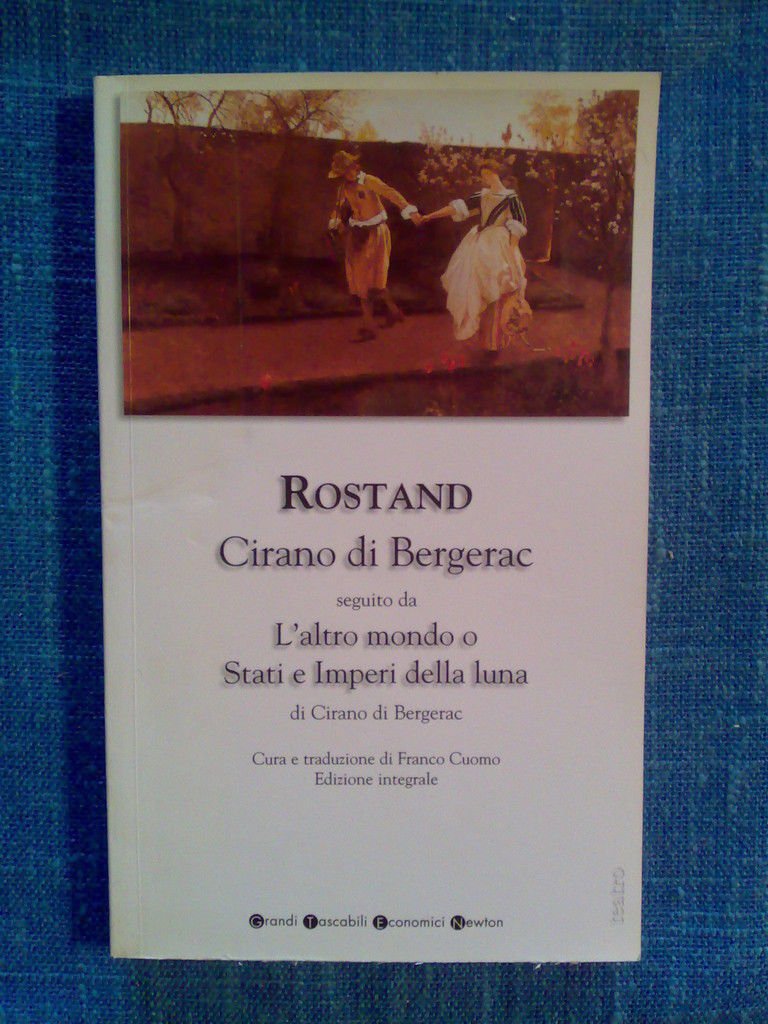 ROSTAND
Cirano di Bergerac
seguito da
L'altro mondo o
Stati e Imperi della luna
di Cirano di Bergerac
Cura e traduzione di Franco Cuomo
Edizione integrale
teatro
Grandi Tascabili Economici Newton